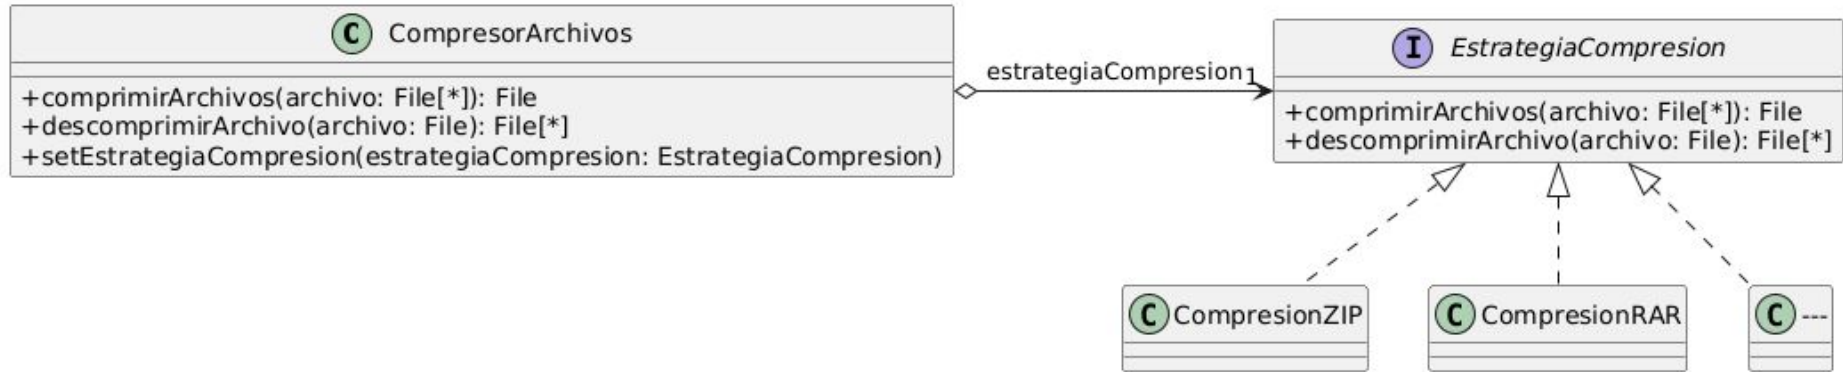 C CompresorArchivos
+comprimirArchivos(archivo: File[*]): File
+descomprimirArchivo(archivo: File): File[*]
+setEstrategiaCompresion(estrategiaCompresion: EstrategiaCompresion)
estrategiaCompresion 1
I EstrategiaCompresion
+comprimirArchivos(archivo: File[*]): File
+descomprimirArchivo(archivo: File): File[*]
C CompresionZIP
C CompresionRAR
C ---